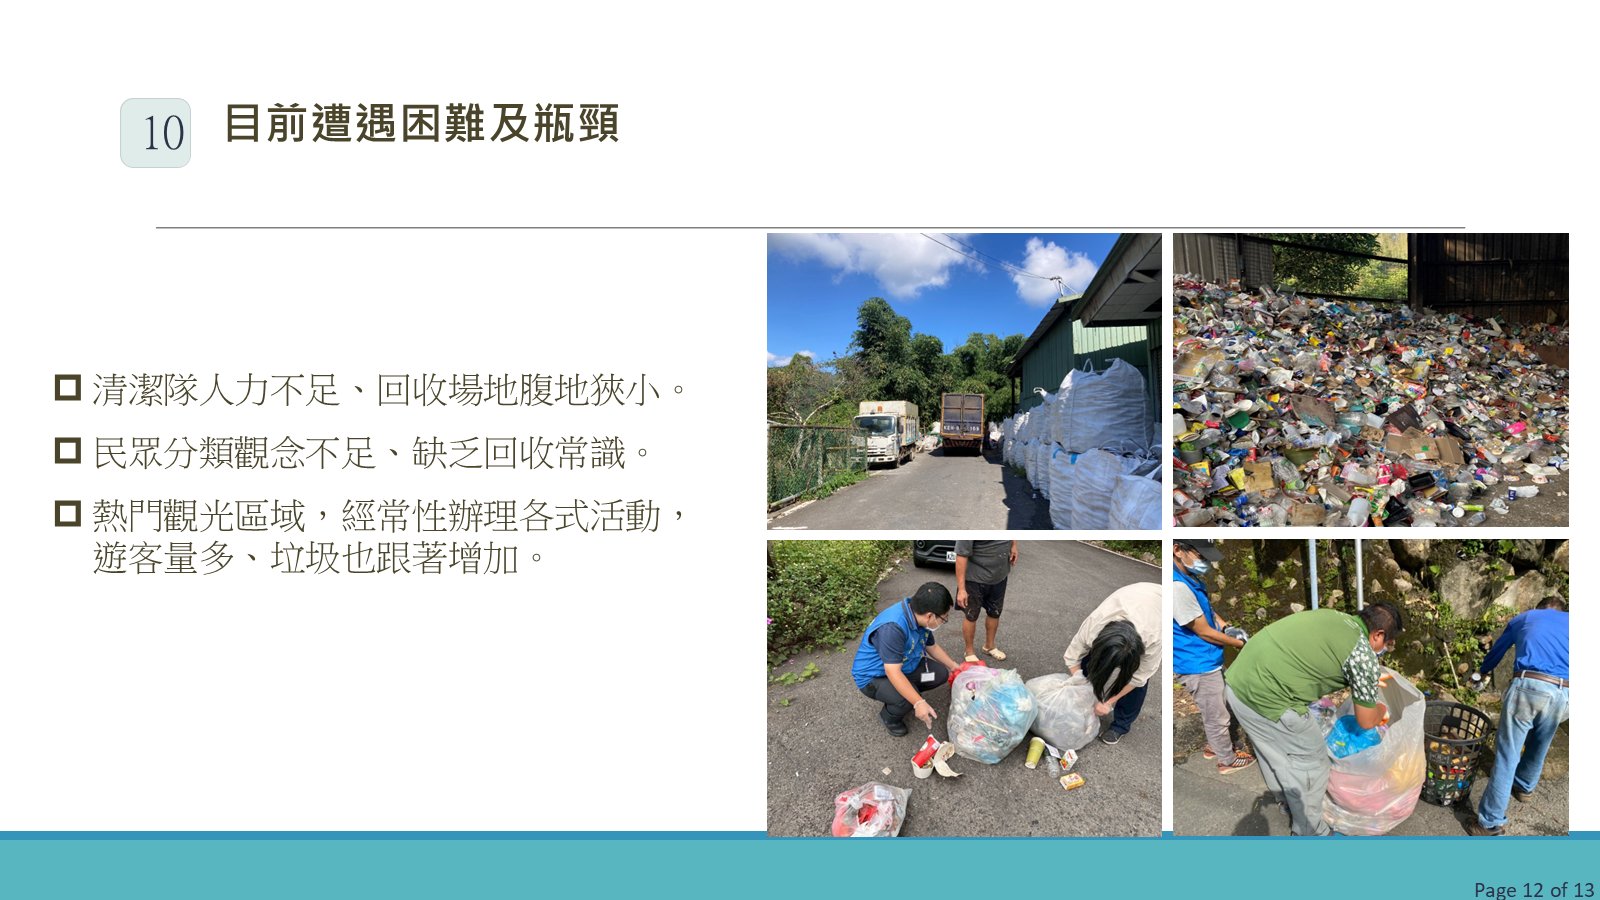 10
目前遭遇困難及瓶頸
清潔隊人力不足、回收場地腹地狹小。
民眾分類觀念不足、缺乏回收常識。
熱門觀光區域，經常性辦理各式活動，
遊客量多、垃圾也跟著增加。
Page 12 of 13